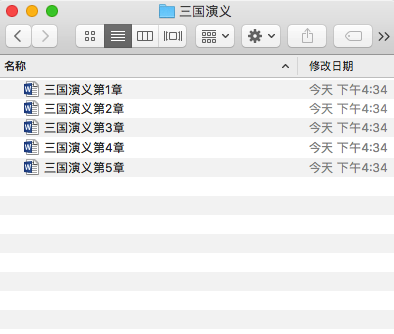 三国演义
名称 修改日期
三国演义第1章 今天 下午4:34
三国演义第2章 今天 下午4:34
三国演义第3章 今天 下午4:34
三国演义第4章 今天 下午4:34
三国演义第5章 今天 下午4:34